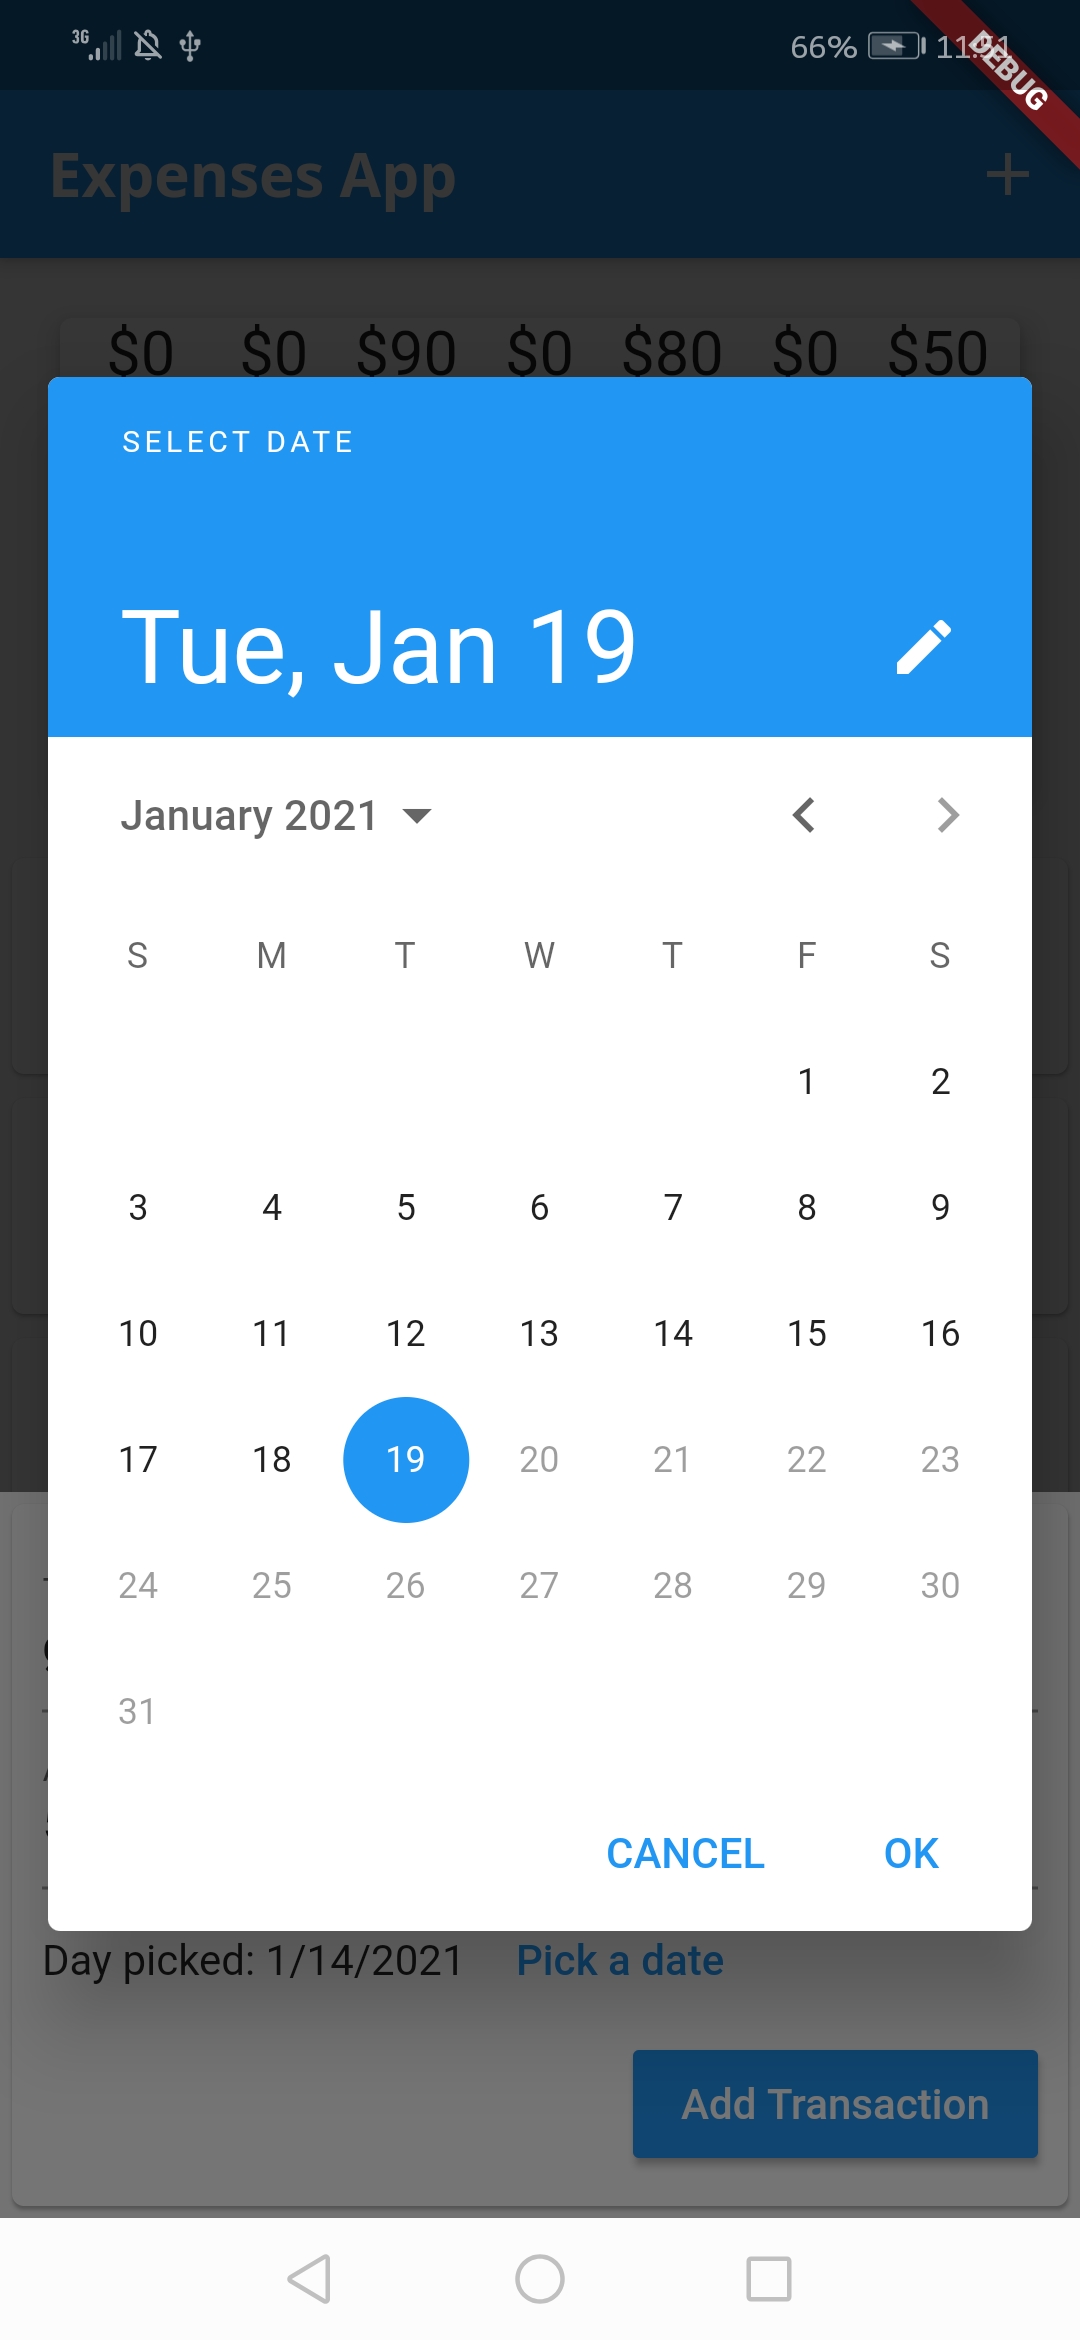 3G 66%
DEBUG
Expenses App
$0 $0 $90 $0 $80 $0 $50
SELECT DATE
Tue, Jan 19
January 2021
S M T W T F S
1 2
3 4 5 6 7 8 9
10 11 12 13 14 15 16
17 18 19 20 21 22 23
24 25 26 27 28 29 30
31
CANCEL OK
Day picked: 1/14/2021 Pick a date
Add Transaction